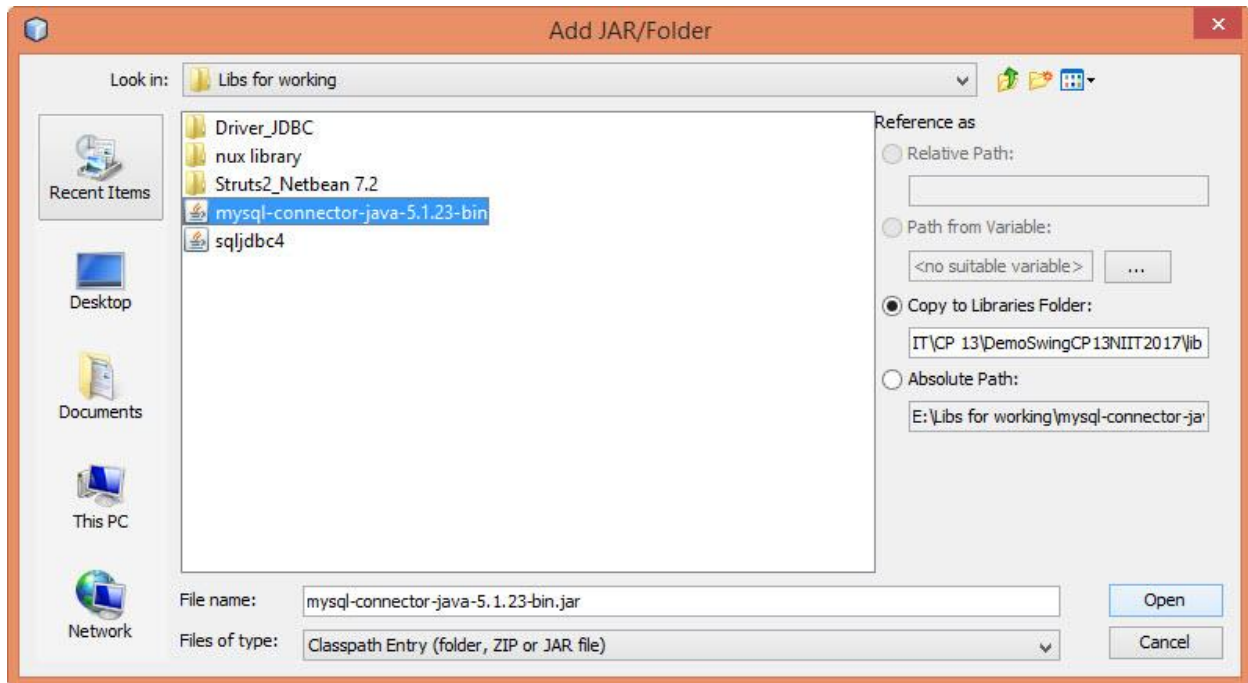 Add JAR/Folder
Look in: Libs for working
Recent Items
Desktop
Documents
This PC
Network
Driver_JDBC
nux library
Struts2_Netbean 7.2
mysql-connector-java-5.1.23-bin
sqljdbc4
Reference as
Relative Path:
Path from Variable:
<no suitable variable> ...
Copy to Libraries Folder:
IT\CP 13\DemoSwingCP13NIIT2017\lib
Absolute Path:
E:\Libs for working\mysql-connector-ja
File name: mysql-connector-java-5.1.23-bin.jar
Open
Files of type: Classpath Entry (folder, ZIP or JAR file)
Cancel